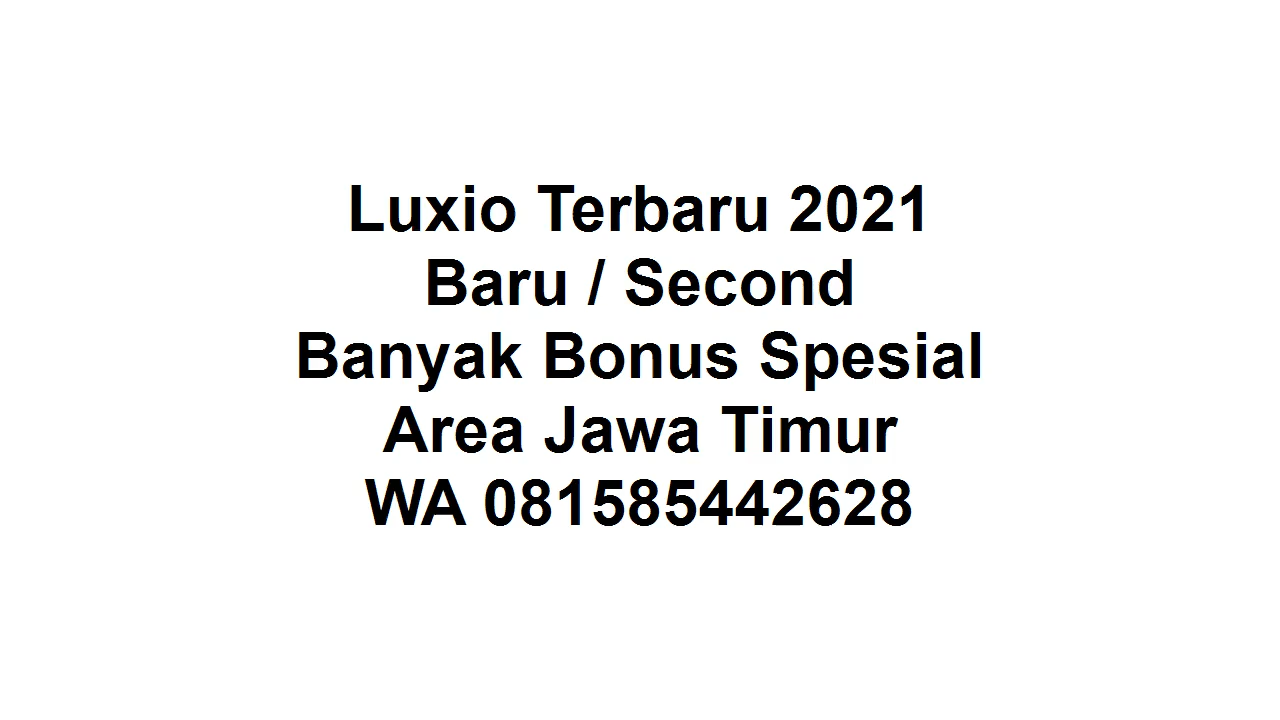 Luxio Terbaru 2021
Baru / Second
Banyak Bonus Spesial
Area Jawa Timur
WA 081585442628